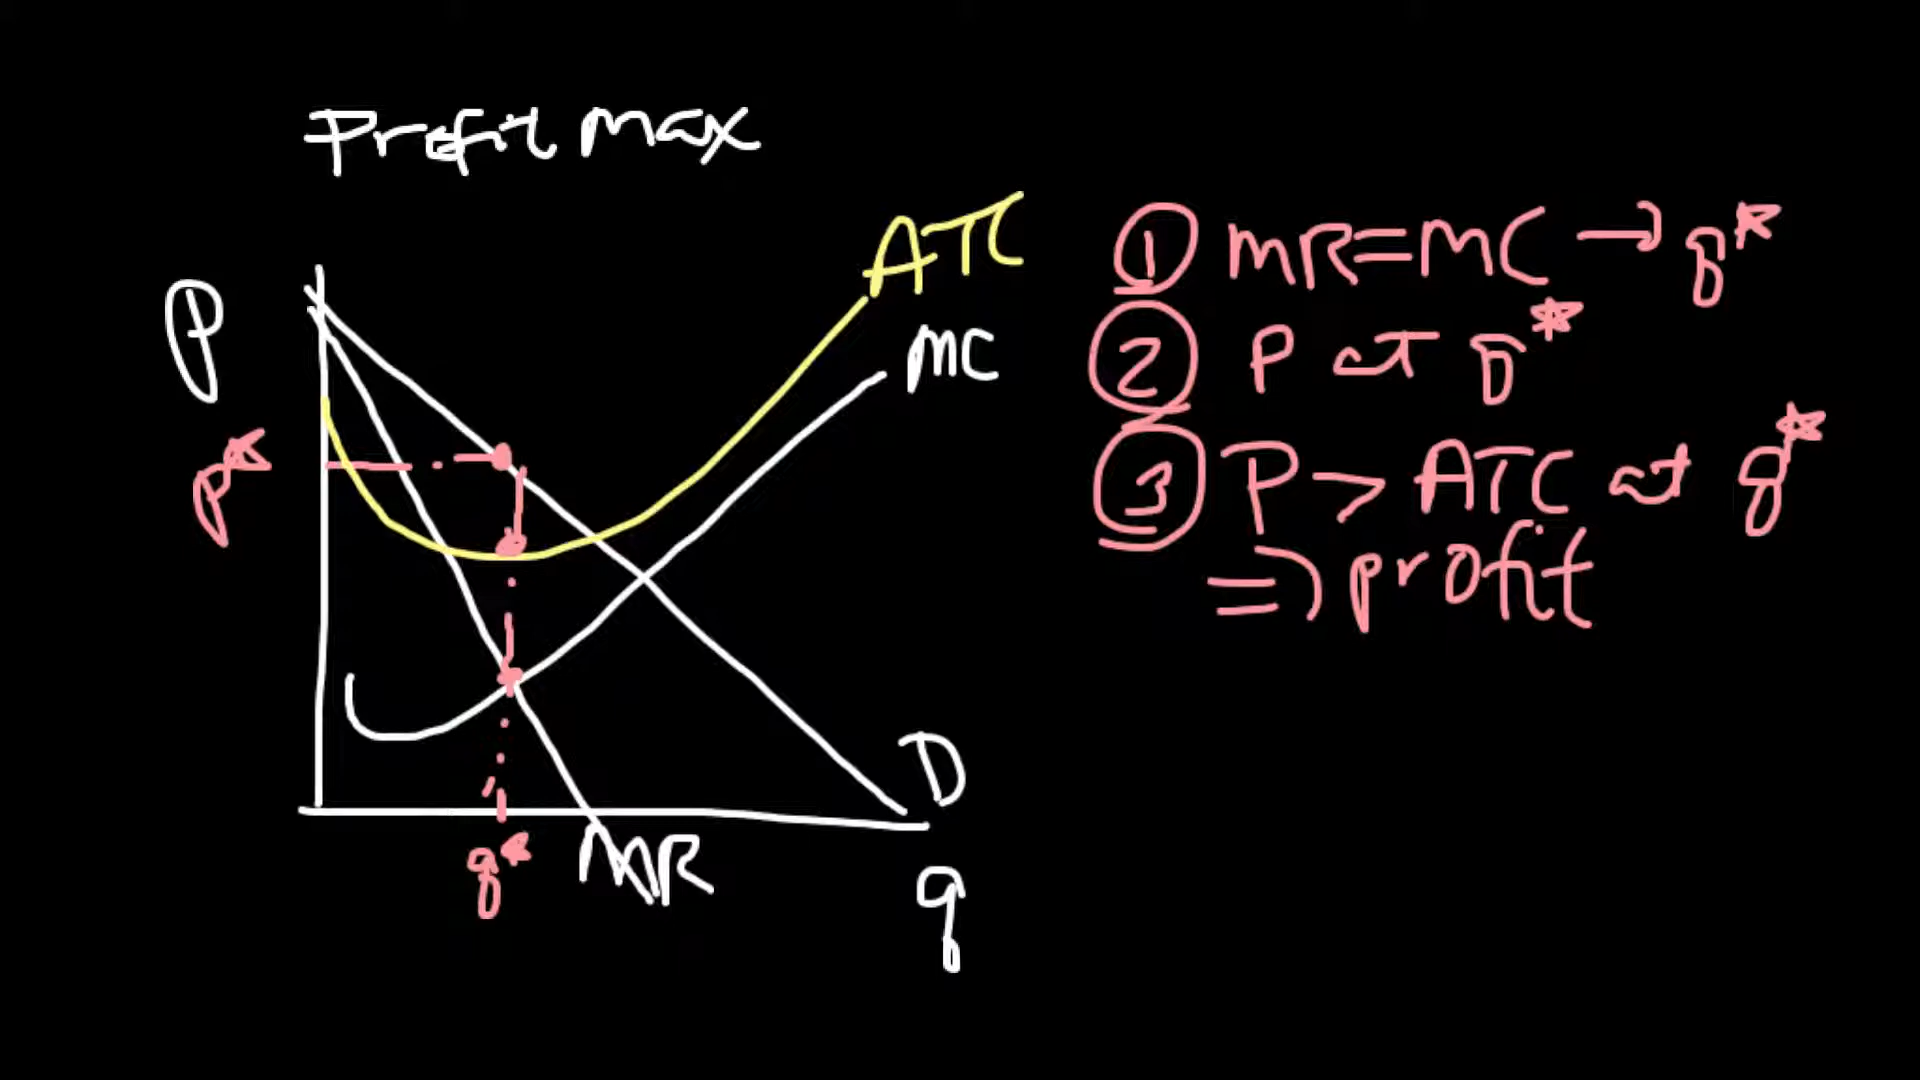 Profit Max
ATC
① MR=MC → q*
P
MC
② P at D*
P*
③ P > ATC at q*
⇒ profit
D
q*
MR
q